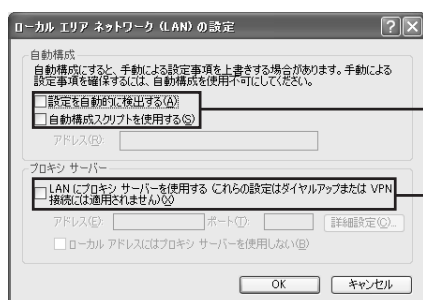 ローカル エリア ネットワーク (LAN) の設定
自動構成
自動構成にすると、手動による設定事項を上書きする場合があります。手動による
設定事項を確保するには、自動構成を使用不可にしてください。
設定を自動的に検出する(A)
自動構成スクリプトを使用する(S)
アドレス(R):
プロキシ サーバー
LAN にプロキシ サーバーを使用する (これらの設定はダイヤルアップまたは VPN
接続には適用されません)(X)
アドレス(E): ポート(T): 詳細設定(C)...
ローカル アドレスにはプロキシ サーバーを使用しない(B)
OK キャンセル